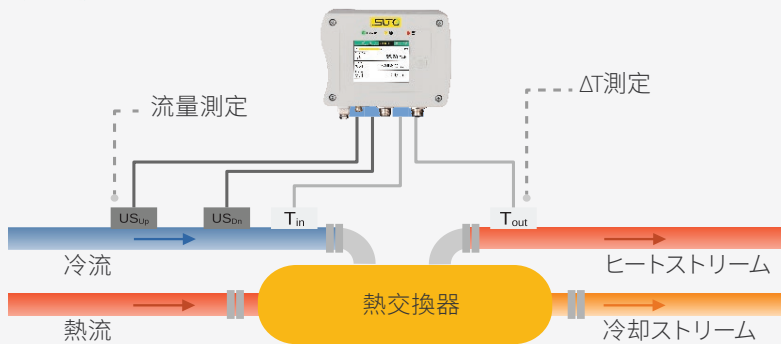 SUTO
流量測定
ΔT測定
USUp
USDn
Tin
Tout
冷流
ヒートストリーム
熱交換器
熱流
冷却ストリーム